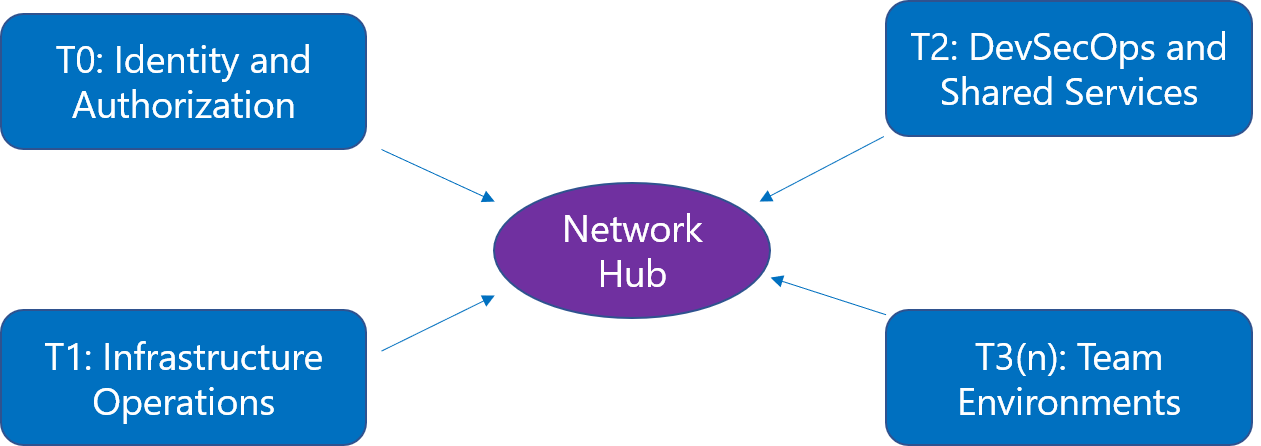 T0: Identity and
Authorization
T2: DevSecOps and
Shared Services
Network
Hub
T1: Infrastructure
Operations
T3(n): Team
Environments